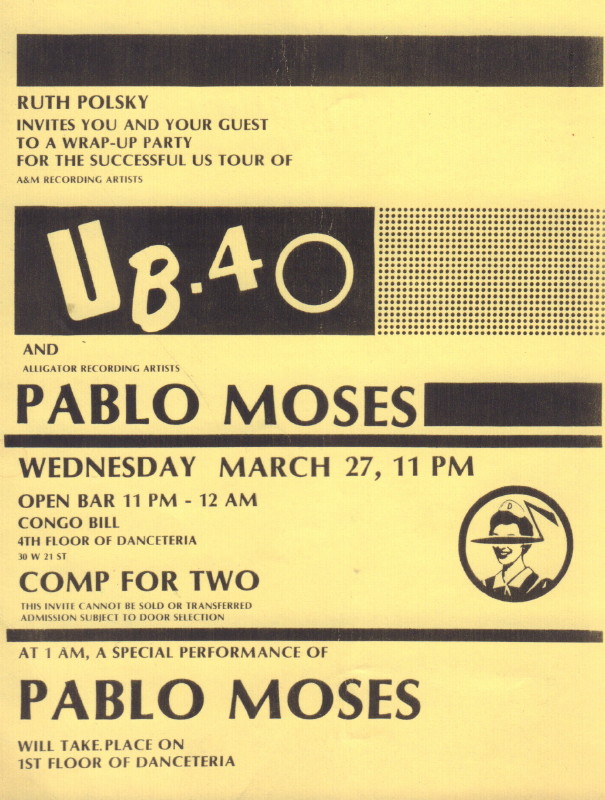 RUTH POLSKY
INVITES YOU AND YOUR GUEST
TO A WRAP-UP PARTY
FOR THE SUCCESSFUL US TOUR OF
A&M RECORDING ARTISTS
UB.40
AND
ALLIGATOR RECORDING ARTISTS
PABLO MOSES
WEDNESDAY MARCH 27, 11 PM
OPEN BAR 11 PM - 12 AM
CONGO BILL
4TH FLOOR OF DANCETERIA
30 W 21 ST
COMP FOR TWO
THIS INVITE CANNOT BE SOLD OR TRANSFERRED
ADMISSION SUBJECT TO DOOR SELECTION
D
AT 1 AM, A SPECIAL PERFORMANCE OF
PABLO MOSES
WILL TAKE.PLACE ON
1ST FLOOR OF DANCETERIA